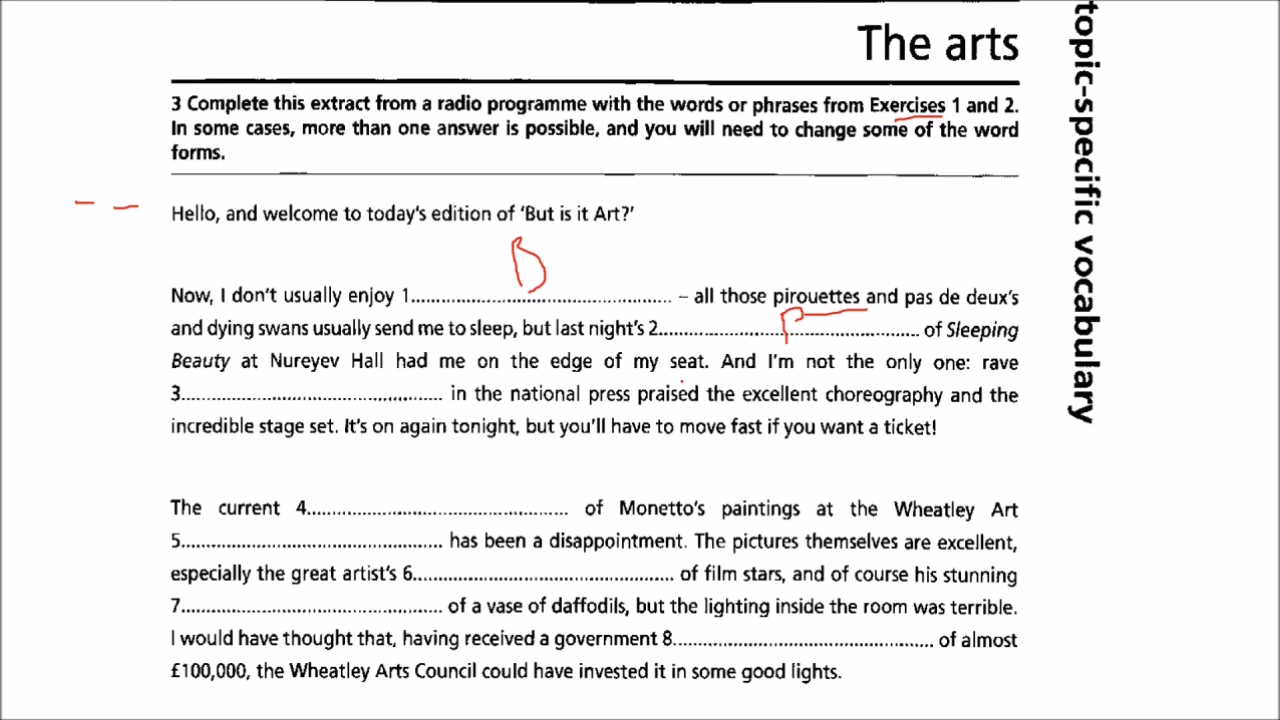 The arts
topic-specific vocabulary
3 Complete this extract from a radio programme with the words or phrases from Exercises 1 and 2.
In some cases, more than one answer is possible, and you will need to change some of the word
forms.
Hello, and welcome to today's edition of 'But is it Art?'
B
Now, I don't usually enjoy 1.................................................. – all those pirouettes and pas de deux's
and dying swans usually send me to sleep, but last night's 2.................................................. of Sleeping
Beauty at Nureyev Hall had me on the edge of my seat. And I'm not the only one: rave
3.................................................. in the national press praised the excellent choreography and the
incredible stage set. It's on again tonight, but you'll have to move fast if you want a ticket!
The current 4.................................................. of Monetto's paintings at the Wheatley Art
5.................................................. has been a disappointment. The pictures themselves are excellent,
especially the great artist's 6.................................................. of film stars, and of course his stunning
7.................................................. of a vase of daffodils, but the lighting inside the room was terrible.
I would have thought that, having received a government 8.................................................. of almost
£100,000, the Wheatley Arts Council could have invested it in some good lights.